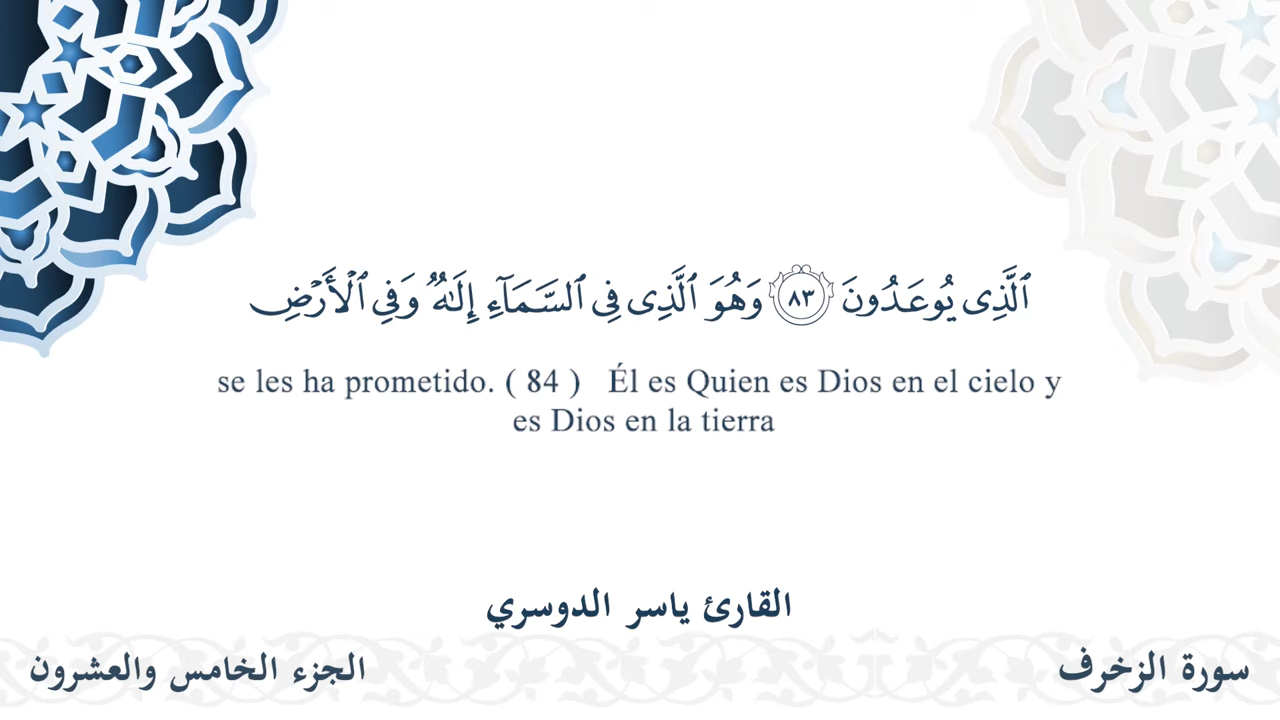 ٱلَّذِى يُوعَدُونَ ٨٣ وَهُوَ ٱلَّذِى فِى ٱلسَّمَآءِ إِلَـٰهٌ وَفِى ٱلْأَرْضِ
se les ha prometido. ( 84 ) Él es Quien es Dios en el cielo y
es Dios en la tierra
القارئ ياسر الدوسري
سورة الزخرف
الجزء الخامس والعشرون